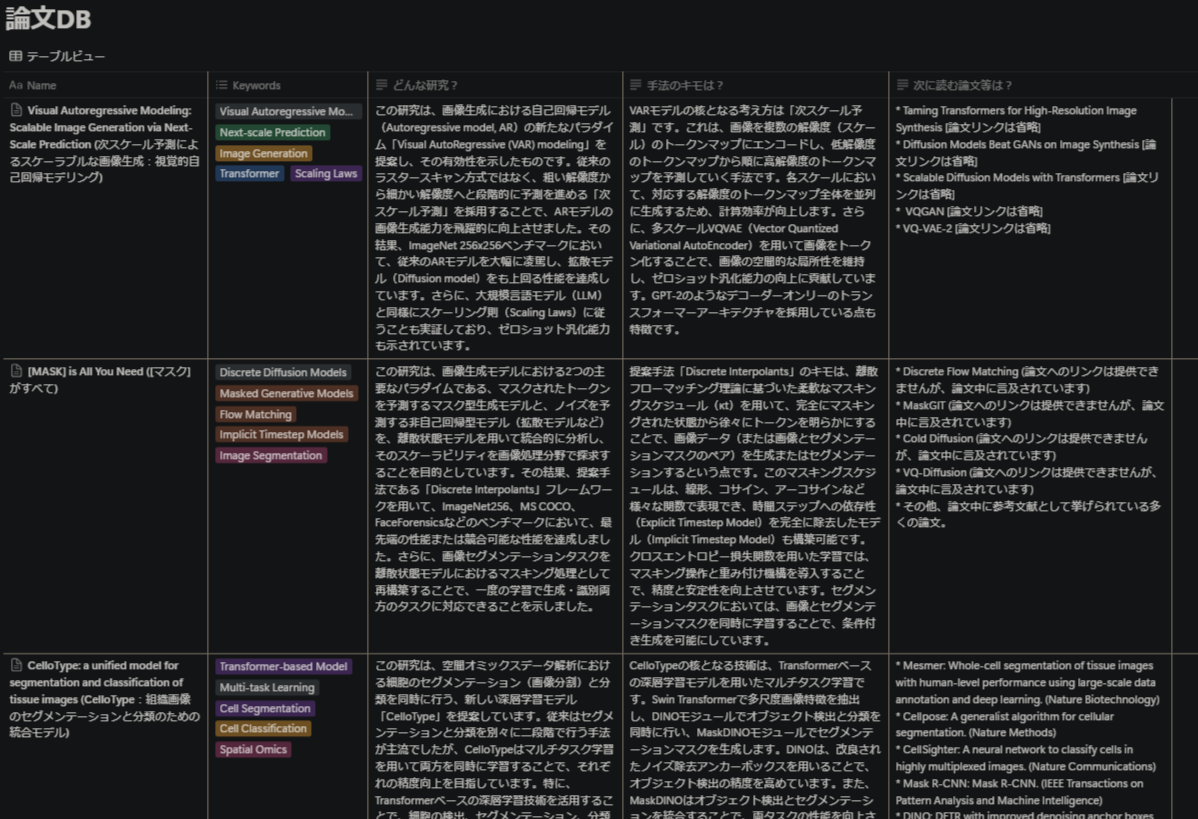 論文DB
テーブルビュー
Aa Name
Keywords
どんな研究？
手法のキモは？
次に読む論文等は？
Visual Autoregressive Modeling:
Scalable Image Generation via Next-
Scale Prediction (次スケール予測によ
るスケーラブルな画像生成：視覚的自
己回帰モデリング)
Visual Autoregressive Mo...
Next-scale Prediction
Image Generation
Transformer Scaling Laws
この研究は、画像生成における自己回帰モデル
（Autoregressive model, AR）の新たなパラダイ
ム「Visual AutoRegressive (VAR) modeling」を
提案し、その有効性を示したものです。従来の
ラスタースキャン方式ではなく、粗い解像度か
ら細かい解像度へと段階的に予測を進める「次
スケール予測」を採用することで、ARモデルの
画像生成能力を飛躍的に向上させました。その
結果、ImageNet 256x256ベンチマークにおい
て、従来のARモデルを大幅に凌駕し、拡散モデ
ル（Diffusion model）をも上回る性能を達成し
ています。さらに、大規模言語モデル（LLM）
と同様にスケーリング則（Scaling Laws）に従
うことも実証しており、ゼロショット汎化能力
も示されています。
VARモデルの核となる考え方は「次スケール予
測」です。これは、画像を複数の解像度（スケー
ル）のトークンマップにエンコードし、低解像度
のトークンマップから順に高解像度のトークンマ
ップを予測していく手法です。各スケールにおい
て、対応する解像度のトークンマップ全体を並列
に生成するため、計算効率が向上します。さら
に、多スケールVQVAE（Vector Quantized
Variational AutoEncoder）を用いて画像をトーク
ン化することで、画像の空間的な局所性を維持
し、ゼロショット汎化能力の向上に貢献していま
す。GPT-2のようなデコーダーオンリーのトラン
スフォーマーアーキテクチャを採用している点も
特徴です。
* Taming Transformers for High-Resolution Image
Synthesis [論文リンクは省略]
* Diffusion Models Beat GANs on Image Synthesis [論
文リンクは省略]
* Scalable Diffusion Models with Transformers [論文リ
ンクは省略]
* VQGAN [論文リンクは省略]
* VQ-VAE-2 [論文リンクは省略]
[MASK] is All You Need ([マスク]
がすべて)
Discrete Diffusion Models
Masked Generative Models
Flow Matching
Implicit Timestep Models
Image Segmentation
この研究は、画像生成モデルにおける2つの主
要なパラダイムである、マスクされたトークン
を予測するマスク型生成モデルと、ノイズを予
測する非自己回帰型モデル（拡散モデルなど）
を、離散状態モデルを用いて統合的に分析し、
そのスケーラビリティを画像処理分野で探求す
ることを目的としています。その結果、提案手
法である「Discrete Interpolants」フレームワー
クを用いて、ImageNet256、MS COCO、
FaceForensicsなどのベンチマークにおいて、最
先端の性能または競合可能な性能を達成しまし
た。さらに、画像セグメンテーションタスクを
離散状態モデルにおけるマスキング処理として
再構築することで、一度の学習で生成・識別両
方のタスクに対応できることを示しました。
提案手法「Discrete Interpolants」のキモは、離散
フローマッチング理論に基づいた柔軟なマスキン
グスケジュール（κt）を用いて、完全にマスキン
グされた状態から徐々にトークンを明らかにする
ことで、画像データ（または画像とセグメンテー
ションマスクのペア）を生成またはセグメンテー
ションするという点です。このマスキングスケジ
ュールは、線形、コサイン、アーコサインなど
様々な関数で表現でき、時間ステップへの依存性
（Explicit Timestep Model）を完全に除去したモデ
ル（Implicit Timestep Model）も構築可能です。
クロスエントロピー損失関数を用いた学習では、
マスキング操作と重み付け機構を導入すること
で、精度と安定性を向上させています。セグメン
テーションタスクにおいては、画像とセグメンテ
ーションマスクを同時に学習することで、条件付
き生成を可能にしています。
* Discrete Flow Matching (論文へのリンクは提供でき
ませんが、論文中に言及されています)
* MaskGIT (論文へのリンクは提供できませんが、論文
中に言及されています)
* Cold Diffusion (論文へのリンクは提供できません
が、論文中に言及されています)
* VQ-Diffusion (論文へのリンクは提供できませんが、
論文中に言及されています)
* その他、論文中に参考文献として挙げられている多
くの論文。
CelloType: a unified model for
segmentation and classification of
tissue images (CelloType：組織画像
のセグメンテーションと分類のための
統合モデル)
Transformer-based Model
Multi-task Learning
Cell Segmentation
Cell Classification
Spatial Omics
この研究は、空間オミックスデータ解析におけ
る細胞のセグメンテーション（画像分割）と分
類を同時に行う、新しい深層学習モデル
「CelloType」を提案しています。従来はセグメ
ンテーションと分類を別々に二段階で行う手法
が主流でしたが、CelloTypeはマルチタスク学習
を用いて両方を同時に学習することで、それぞ
れの精度向上を目指しています。特に、
Transformerベースの深層学習技術を活用するこ
とで、細胞の検出、セグメンテーション、分類
CelloTypeの核となる技術は、Transformerベース
の深層学習モデルを用いたマルチタスク学習で
す。Swin Transformerで多尺度画像特徴を抽出
し、DINOモジュールでオブジェクト検出と分類を
同時に行い、MaskDINOモジュールでセグメンテ
ーションマスクを生成します。DINOは、改良され
たノイズ除去アンカーボックスを用いることで、
オブジェクト検出の精度を高めています。また、
MaskDINOはオブジェクト検出とセグメンテーシ
ョンを統合することで、両タスクの性能を向上さ
* Mesmer: Whole-cell segmentation of tissue images
with human-level performance using large-scale data
annotation and deep learning. (Nature Biotechnology)
* Cellpose: A generalist algorithm for cellular
segmentation. (Nature Methods)
* CellSighter: A neural network to classify cells in
highly multiplexed images. (Nature Communications)
* Mask R-CNN: Mask R-CNN. (IEEE Transactions on
Pattern Analysis and Machine Intelligence)
* DINO: DETR with improved denoising anchor boxes